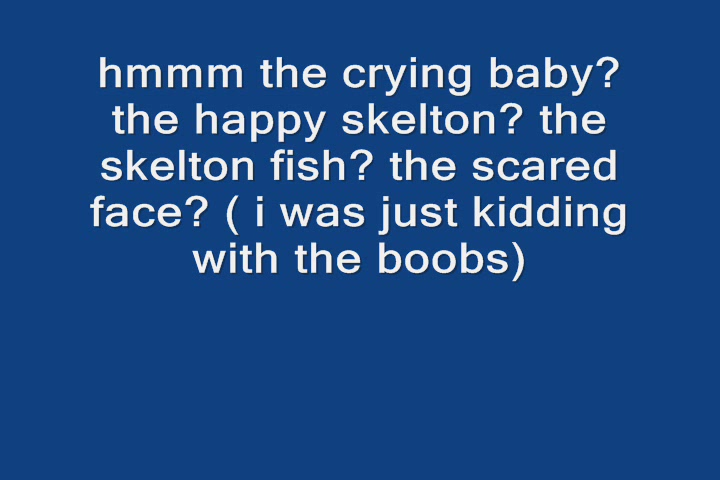 hmmm the crying baby?
the happy skelton? the
skelton fish? the scared
face? ( i was just kidding
with the boobs)